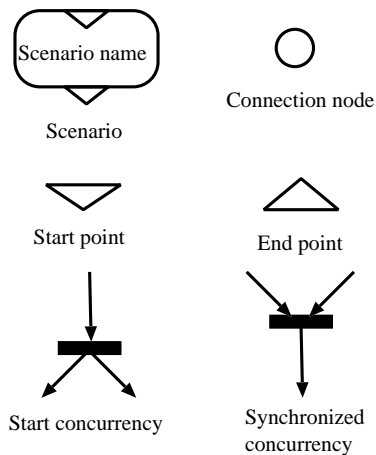 Scenario name
Connection node
Scenario
Start point
End point
Start concurrency
Synchronized
concurrency